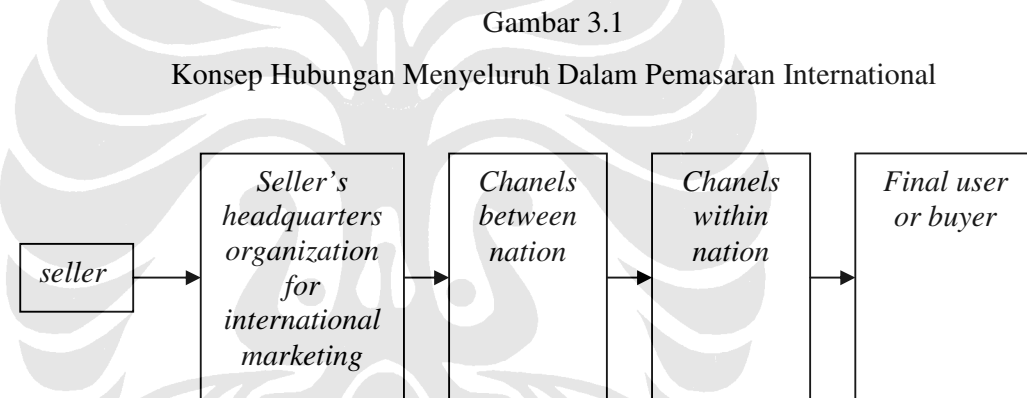 Gambar 3.1
Konsep Hubungan Menyeluruh Dalam Pemasaran International
seller
Seller's
headquarters
organization
for
international
marketing
Chanels
between
nation
Chanels
within
nation
Final user
or buyer